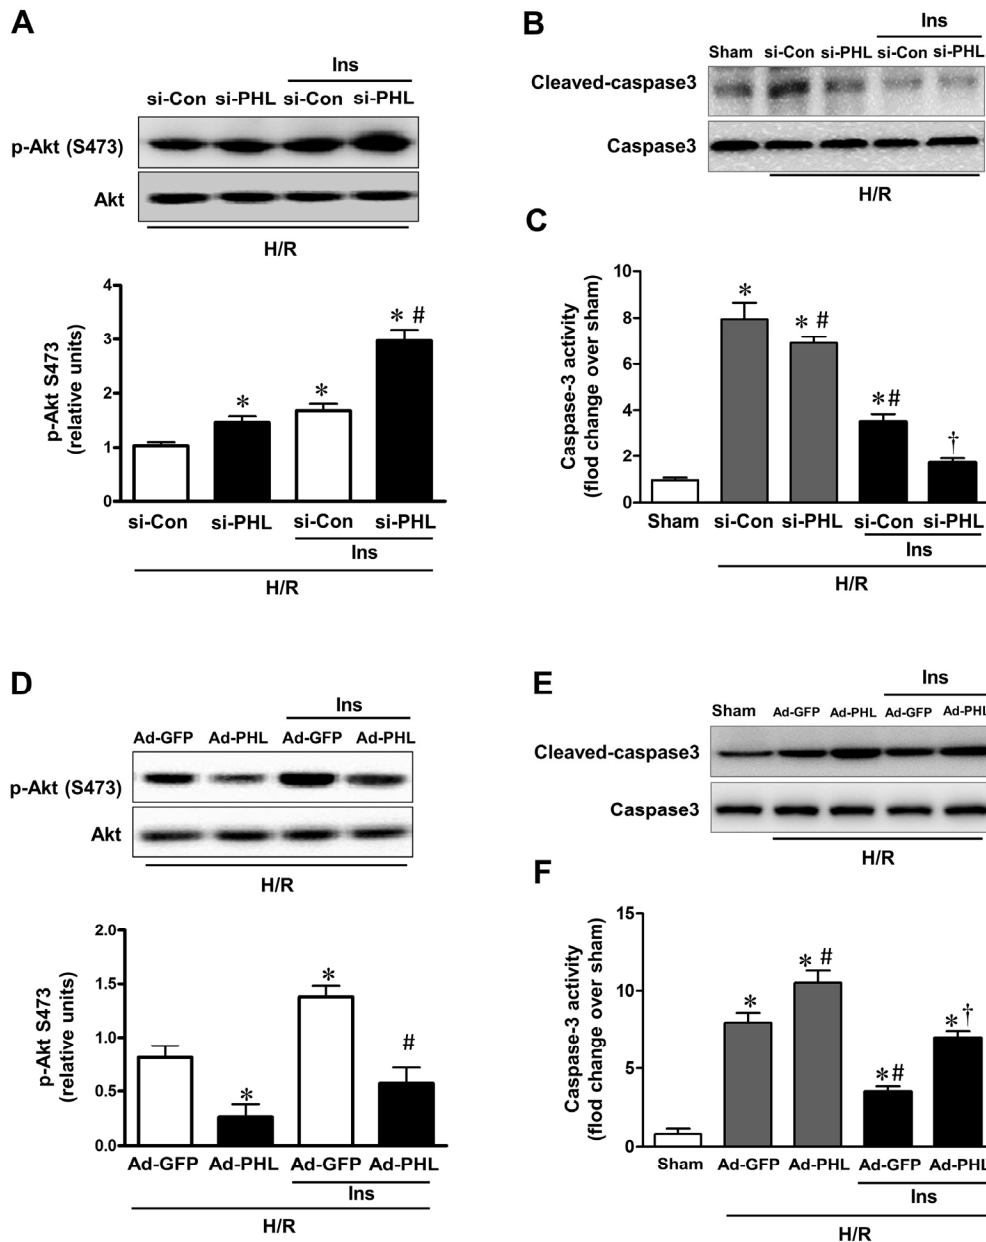 A
Ins
si-Con si-PHL si-Con si-PHL
p-Akt (S473)
Akt
H/R
p-Akt S473
(relative units)
4
3
2
1
0
*
*
* #
si-Con si-PHL si-Con si-PHL
Ins
H/R
B
Ins
Sham si-Con si-PHL si-Con si-PHL
Cleaved-caspase3
Caspase3
H/R
C
Caspase-3 activity
(flod change over sham)
10
8
6
4
2
0
*
* #
*#
†
Sham si-Con si-PHL si-Con si-PHL
Ins
H/R
D
Ins
Ad-GFP Ad-PHL Ad-GFP Ad-PHL
p-Akt (S473)
Akt
H/R
p-Akt S473
(relative units)
2.0
1.5
1.0
0.5
0.0
*
*
#
Ad-GFP Ad-PHL Ad-GFP Ad-PHL
Ins
H/R
E
Ins
Sham Ad-GFP Ad-PHL Ad-GFP Ad-PHL
Cleaved-caspase3
Caspase3
H/R
F
Caspase-3 activity
(flod change over sham)
15
10
5
0
*
* #
*#
*†
Sham Ad-GFP Ad-PHL Ad-GFP Ad-PHL
Ins
H/R